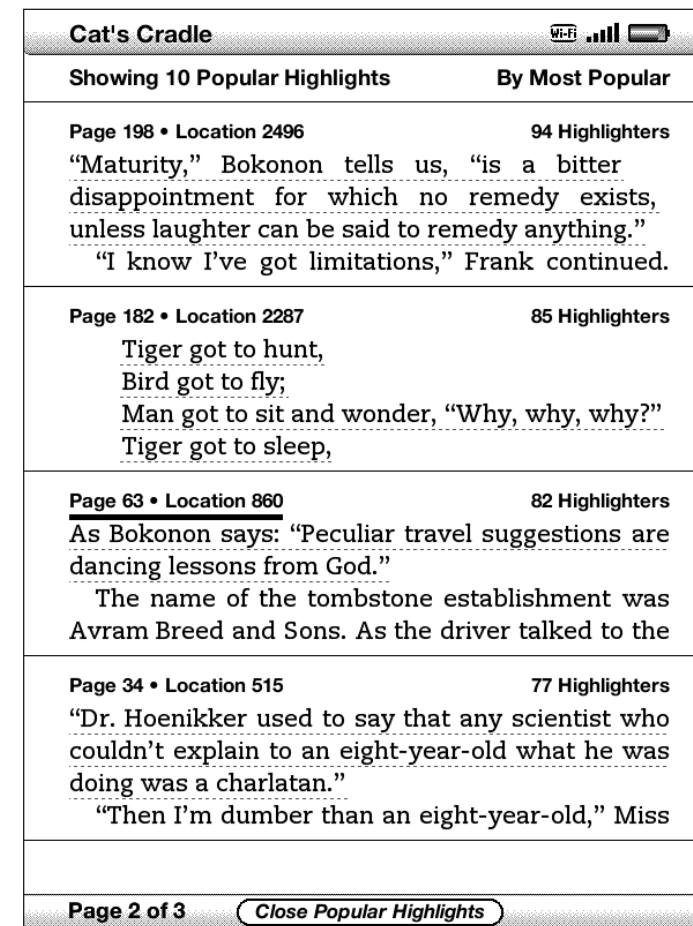 Cat's Cradle Wi-Fi
Showing 10 Popular Highlights By Most Popular
Page 198 • Location 2496 94 Highlighters
“Maturity,” Bokonon tells us, “is a bitter
disappointment for which no remedy exists,
unless laughter can be said to remedy anything.”
“I know I’ve got limitations,” Frank continued.
Page 182 • Location 2287 85 Highlighters
Tiger got to hunt,
Bird got to fly;
Man got to sit and wonder, “Why, why, why?”
Tiger got to sleep,
Page 63 • Location 860 82 Highlighters
As Bokonon says: “Peculiar travel suggestions are
dancing lessons from God.”
The name of the tombstone establishment was
Avram Breed and Sons. As the driver talked to the
Page 34 • Location 515 77 Highlighters
“Dr. Hoenikker used to say that any scientist who
couldn’t explain to an eight-year-old what he was
doing was a charlatan.”
“Then I’m dumber than an eight-year-old,” Miss
Page 2 of 3 Close Popular Highlights